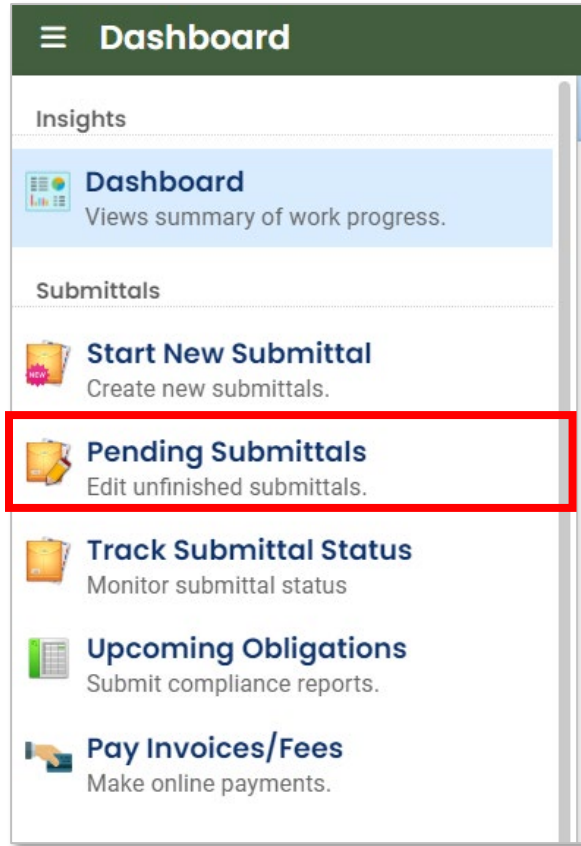 Dashboard
Insights
Dashboard
Views summary of work progress.
Submittals
Start New Submittal
NEW
Create new submittals.
Pending Submittals
Edit unfinished submittals.
Track Submittal Status
Monitor submittal status
Upcoming Obligations
Submit compliance reports.
Pay Invoices/Fees
Make online payments.